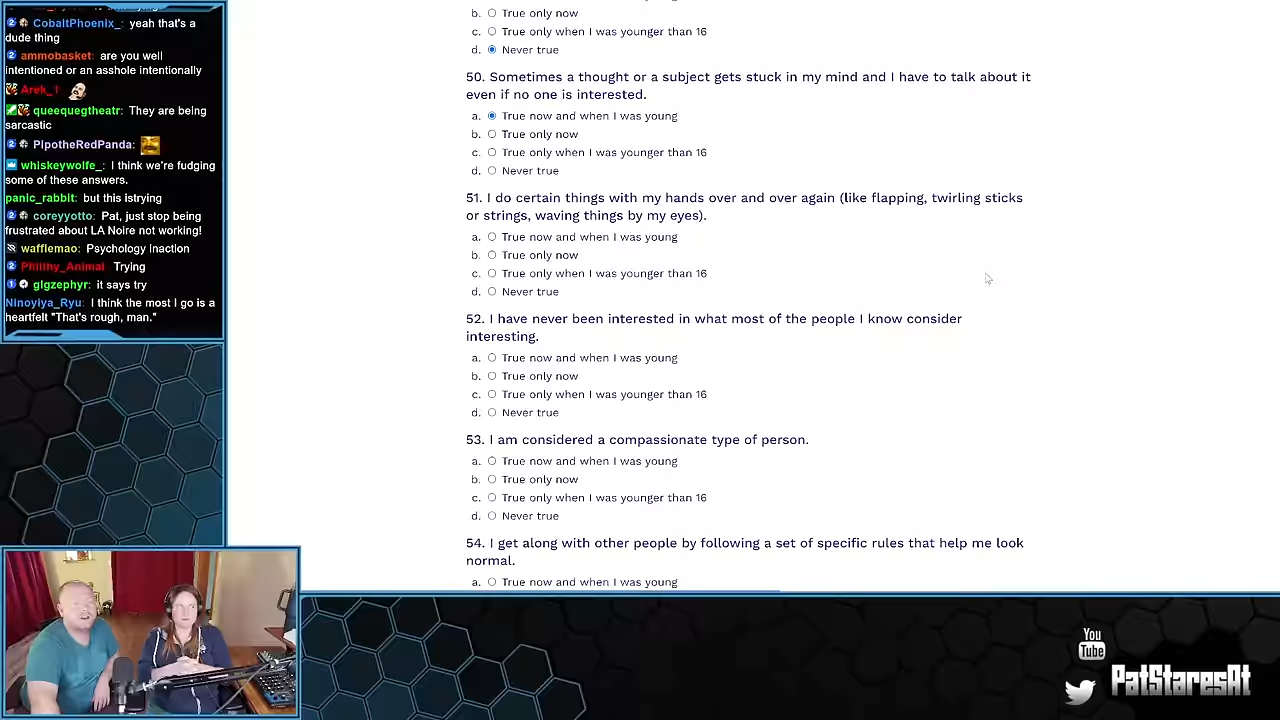 CobaltPhoenix_: yeah that's a
dude thing
ammobasket: are you well
intentioned or an asshole intentionally
Arek_1
queequegtheatr: They are being
sarcastic
PipotheRedPanda:
whiskeywolfe_: I think we're fudging
some of these answers.
panic_rabbit: but this istrying
coreyyotto: Pat, just stop being
frustrated about LA Noire not working!
wafflemao: Psychology inaction
Philthy_Animal Trying
glgzephyr: it says try
Ninoyiya_Ryu: I think the most I go is a
heartfelt "That's rough, man."
b. True only now
c. True only when I was younger than 16
d. Never true
50. Sometimes a thought or a subject gets stuck in my mind and I have to talk about it
even if no one is interested.
a. True now and when I was young
b. True only now
c. True only when I was younger than 16
d. Never true
51. I do certain things with my hands over and over again (like flapping, twirling sticks
or strings, waving things by my eyes).
a. True now and when I was young
b. True only now
c. True only when I was younger than 16
d. Never true
52. I have never been interested in what most of the people I know consider
interesting.
a. True now and when I was young
b. True only now
c. True only when I was younger than 16
d. Never true
53. I am considered a compassionate type of person.
a. True now and when I was young
b. True only now
c. True only when I was younger than 16
d. Never true
54. I get along with other people by following a set of specific rules that help me look
normal.
a. True now and when I was young
You
Tube
PatStaresAt